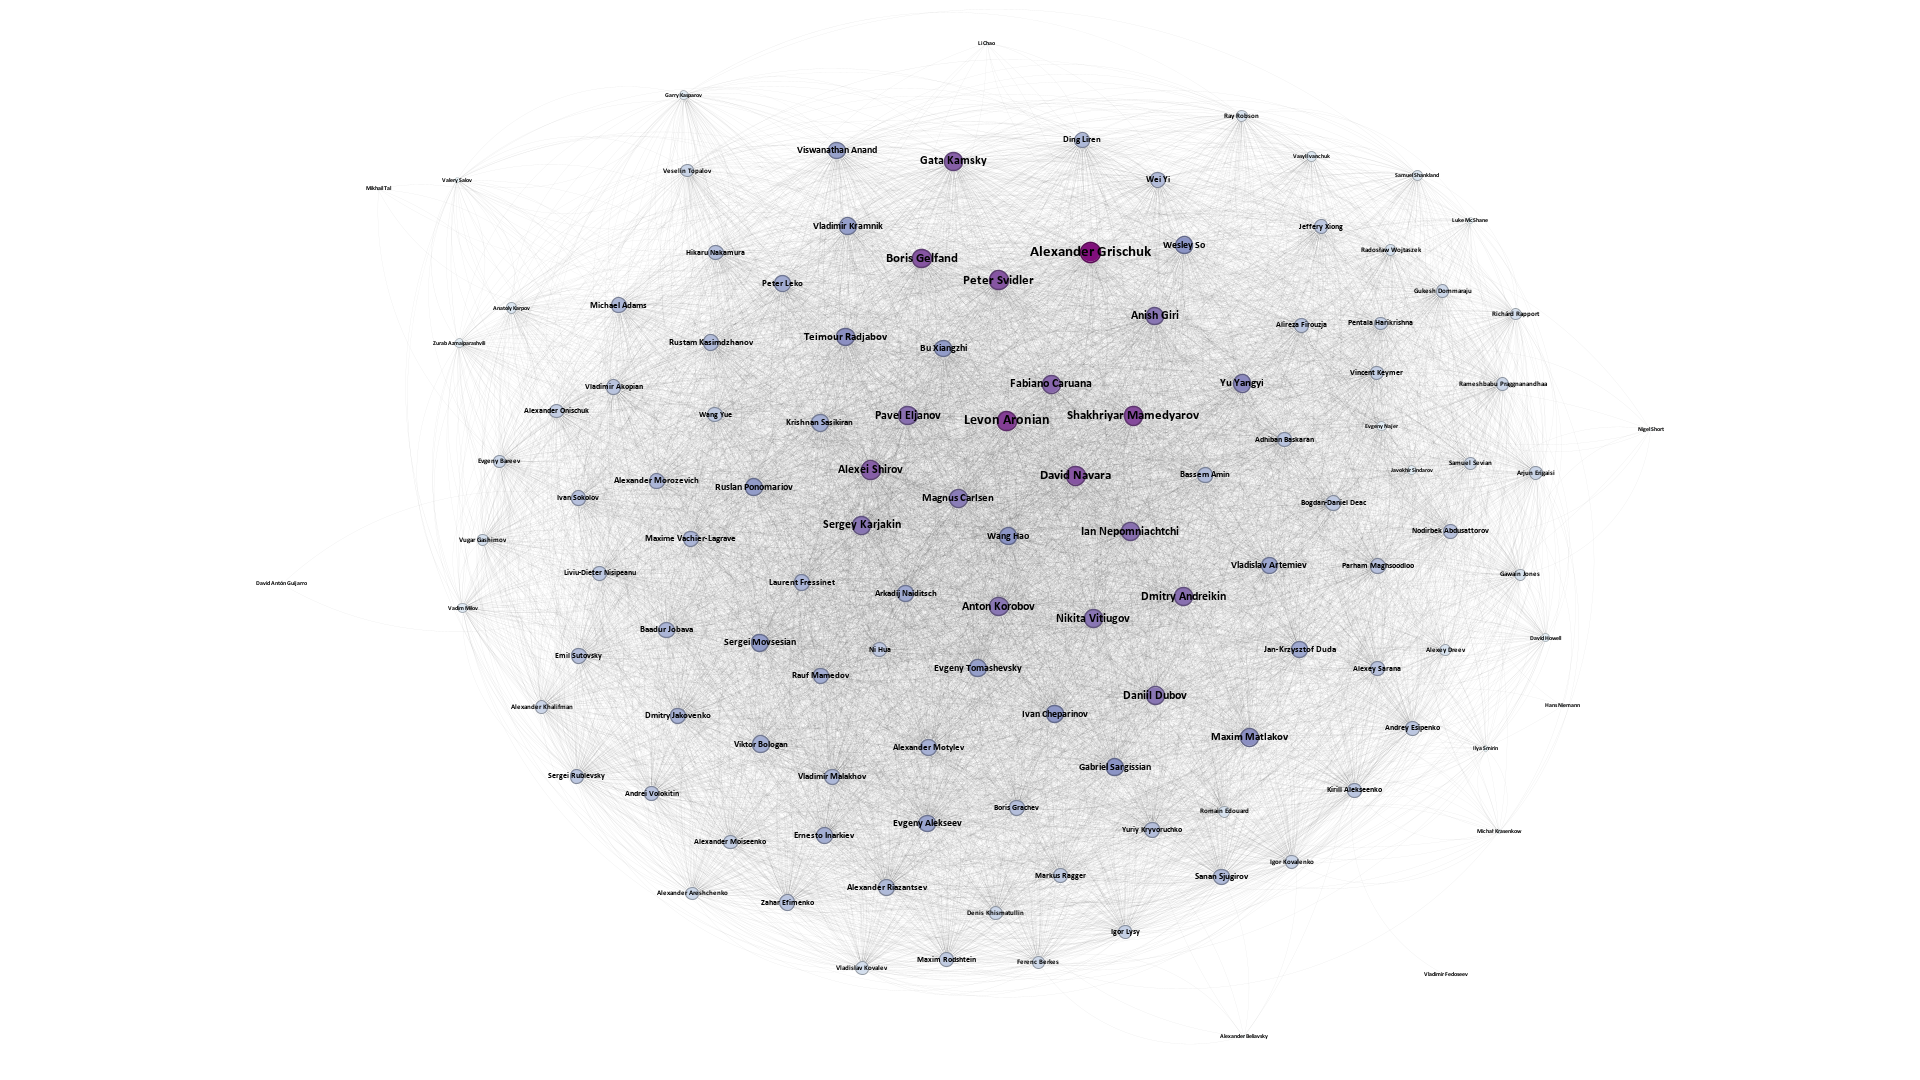 Li Chao
Garry Kasparov
Ray Robson
Ding Liren
Viswanathan Anand
Gata Kamsky
Vasyl Ivanchuk
Veselin Topalov
Samuel Shankland
Valery Salov
Wei Yi
Mikhail Tal
Luke McShane
Vladimir Kramnik
Jeffery Xiong
Wesley So
Radosław Wojtaszek
Hikaru Nakamura
Alexander Grischuk
Boris Gelfand
Peter Svidler
Peter Leko
Gukesh Dommaraju
Michael Adams
Anatoly Karpov
Richárd Rapport
Anish Giri
Pentala Harikrishna
Alireza Firouzja
Teimour Radjabov
Rustam Kasimdzhanov
Zurab Azmaiparashvili
Bu Xiangzhi
Vincent Keymer
Fabiano Caruana
Yu Yangyi
Rameshbabu Praggnanandhaa
Vladimir Akopian
Alexander Onischuk
Wang Yue
Pavel Eljanov
Shakhriyar Mamedyarov
Levon Aronian
Krishnan Sasikiran
Evgeny Najer
Nigel Short
Adhiban Baskaran
Evgeny Bareev
Samuel Sevian
Alexei Shirov
Javokhir Sindarov
Arjun Erigaisi
Bassem Amin
David Navara
Alexander Morozevich
Ruslan Ponomariov
Ivan Sokolov
Magnus Carlsen
Bogdan-Daniel Deac
Sergey Karjakin
Ian Nepomniachtchi
Nodirbek Abdusattorov
Wang Hao
Maxime Vachier-Lagrave
Vugar Gashimov
Vladislav Artemiev
Parham Maghsoodloo
Liviu-Dieter Nisipeanu
Gawain Jones
Laurent Fressinet
David Antón Guijarro
Arkadij Naiditsch
Dmitry Andreikin
Anton Korobov
Vadim Milov
Nikita Vitiugov
Baadur Jobava
David Howell
Sergei Movsesian
Ni Hua
Jan-Krzysztof Duda
Alexey Dreev
Emil Sutovsky
Evgeny Tomashevsky
Alexey Sarana
Rauf Mamedov
Daniil Dubov
Hans Niemann
Alexander Khalifman
Ivan Cheparinov
Dmitry Jakovenko
Andrey Esipenko
Maxim Matlakov
Viktor Bologan
Alexander Motylev
Ilya Smirin
Gabriel Sargissian
Sergei Rublevsky
Vladimir Malakhov
Kirill Alekseenko
Andrei Volokitin
Boris Grachev
Romain Edouard
Evgeny Alekseev
Yuriy Kryvoruchko
Michał Krasenkow
Ernesto Inarkiev
Alexander Moiseenko
Igor Kovalenko
Markus Ragger
Sanan Sjugirov
Alexander Riazantsev
Alexander Areshchenko
Zahar Efimenko
Denis Khismatullin
Igor Lysy
Maxim Rodshtein
Ferenc Berkes
Vladislav Kovalev
Vladimir Fedoseev
Alexander Beliavsky